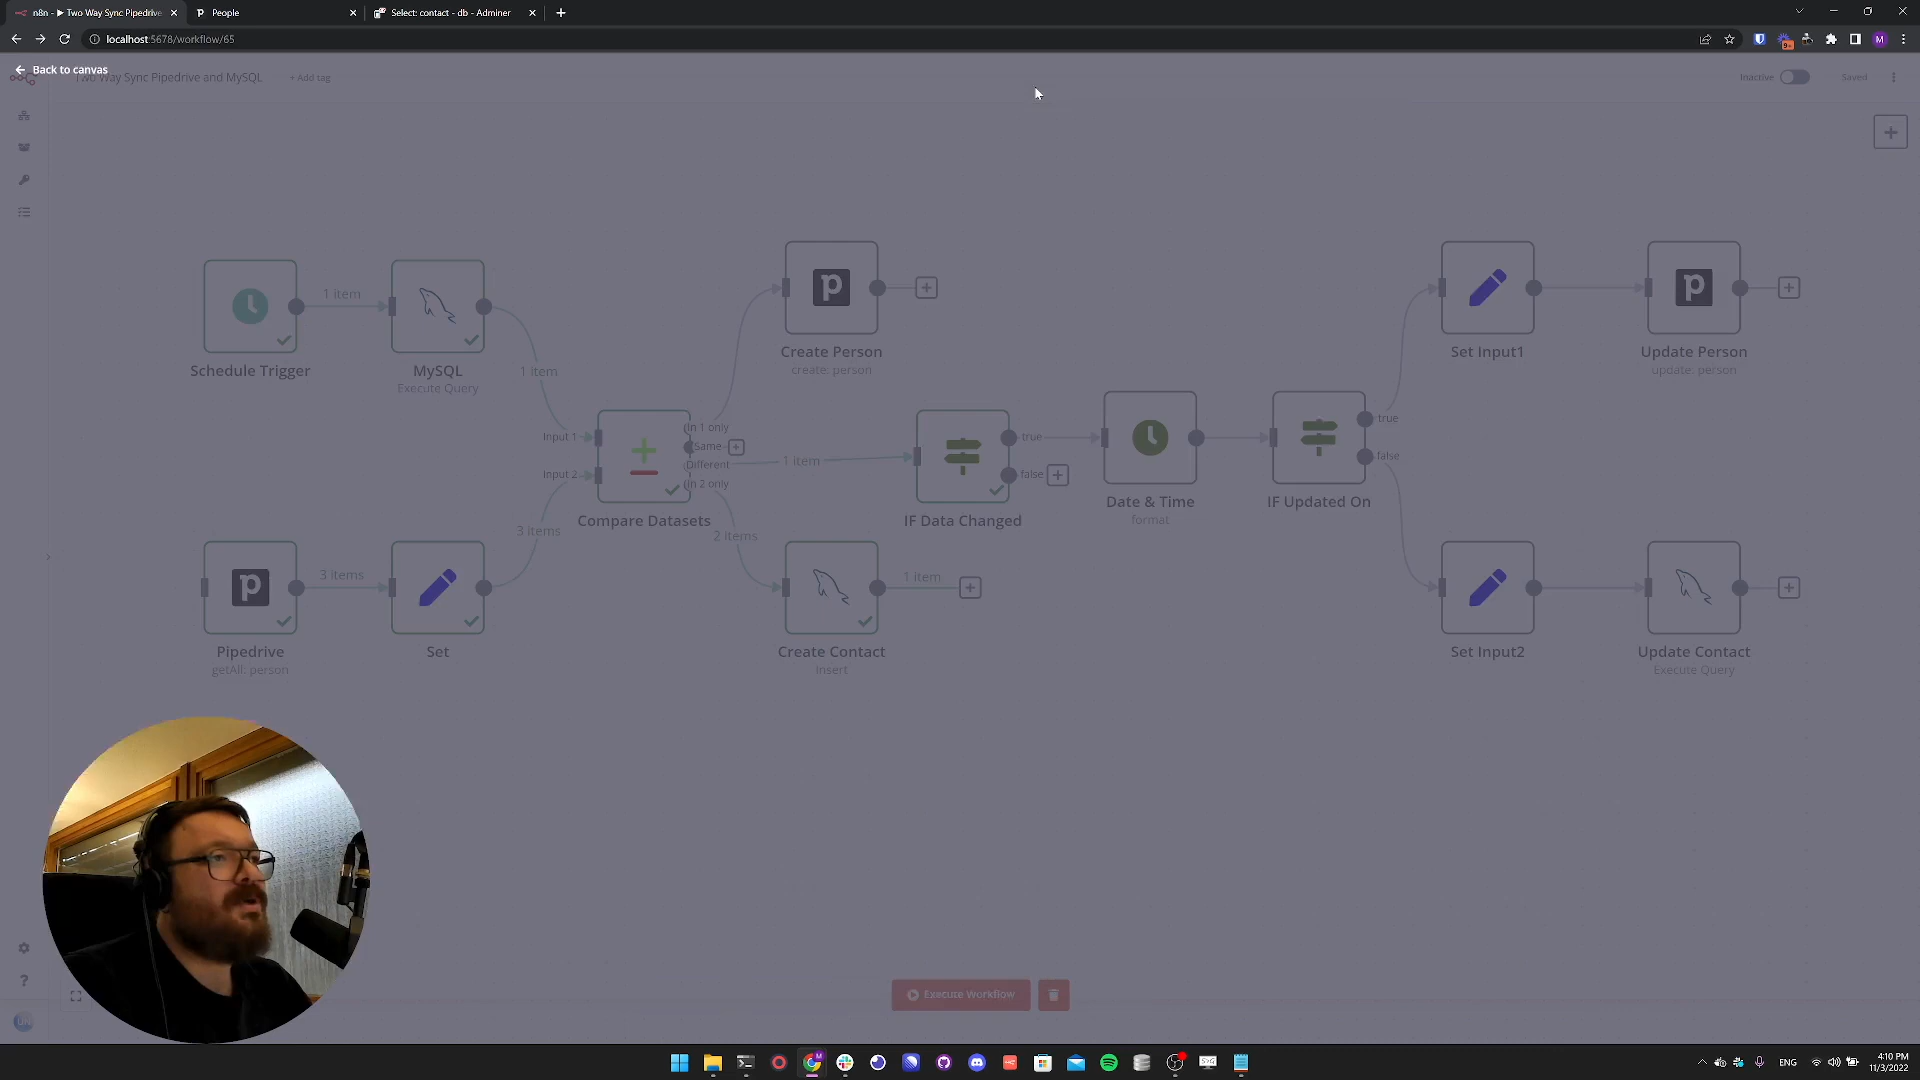 n8n - ▶ Two Way Sync Pipedrive
People
Select: contact - db - Adminer
localhost:5678/workflow/65
9+
M
Back to canvas
Two Way Sync Pipedrive and MySQL
+ Add tag
Inactive
Saved
Schedule Trigger
1 item
MySQL
Execute Query
1 item
Create Person
create: person
Set Input1
Update Person
update: person
Input 1
Input 2
In 1 only
Same
Different
In 2 only
Compare Datasets
1 item
true
false
IF Data Changed
Date & Time
format
true
false
IF Updated On
3 items
2 items
Pipedrive
getAll: person
3 items
Set
Create Contact
insert
1 item
Set Input2
Update Contact
Execute Query
Execute Workflow
ENG
4:10 PM
11/3/2022